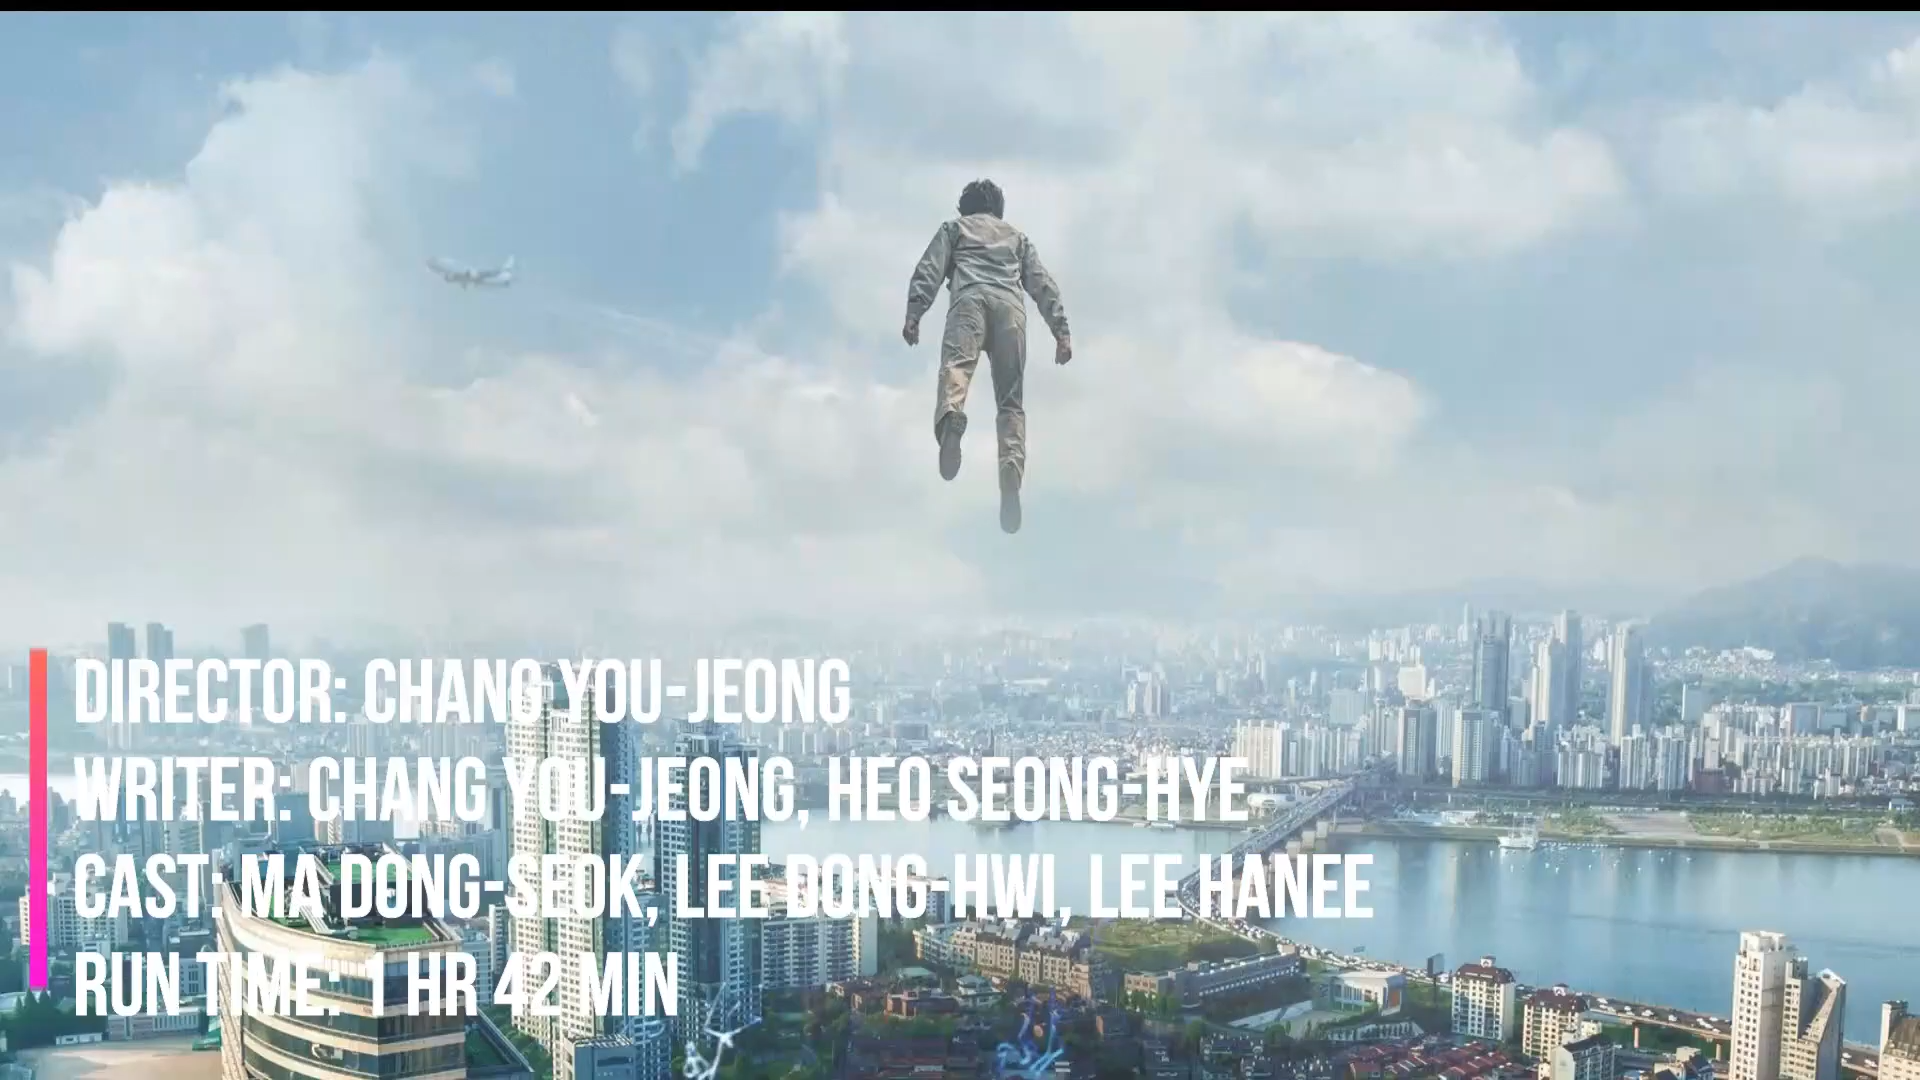 DIRECTOR: CHANG YOU-JEONG
WRITER: CHANG YOU-JEONG, HEO SEONG-HYE
CAST: MA DONG-SEOK, LEE DONG-HWI, LEE HANEE
RUN TIME: 1 HR 42 MIN